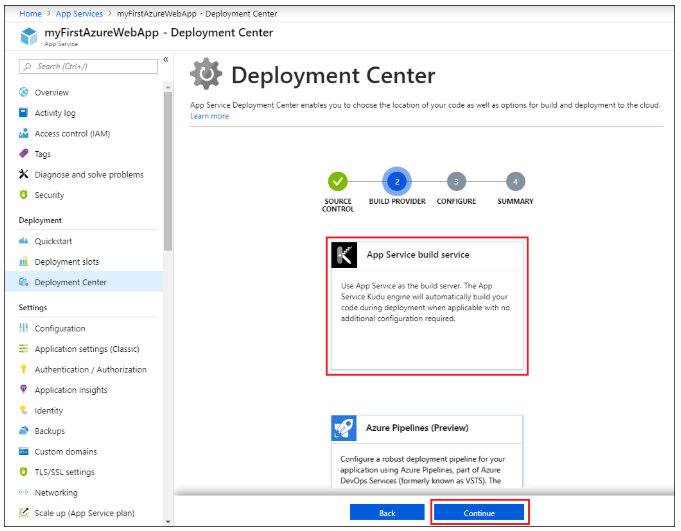 Home > App Services > myFirstAzureWebApp - Deployment Center
myFirstAzureWebApp - Deployment Center
App Service
Search (Ctrl+/)
«
Overview
Activity log
Access control (IAM)
Tags
Diagnose and solve problems
Security
Deployment
Quickstart
Deployment slots
Deployment Center
Settings
Configuration
Application settings (Classic)
Authentication / Authorization
Application Insights
Identity
Backups
Custom domains
TLS/SSL settings
Networking
Scale up (App Service plan)
Deployment Center
App Service Deployment Center enables you to choose the location of your code as well as options for build and deployment to the cloud.
Learn more
2
3
4
SOURCE
CONTROL
BUILD PROVIDER
CONFIGURE
SUMMARY
App Service build service
Use App Service as the build server. The App
Service Kudu engine will automatically build your
code during deployment when applicable with no
additional configuration required.
Azure Pipelines (Preview)
Configure a robust deployment pipeline for your
application using Azure Pipelines, part of Azure
DevOps Services (formerly known as VSTS). The
Back
Continue